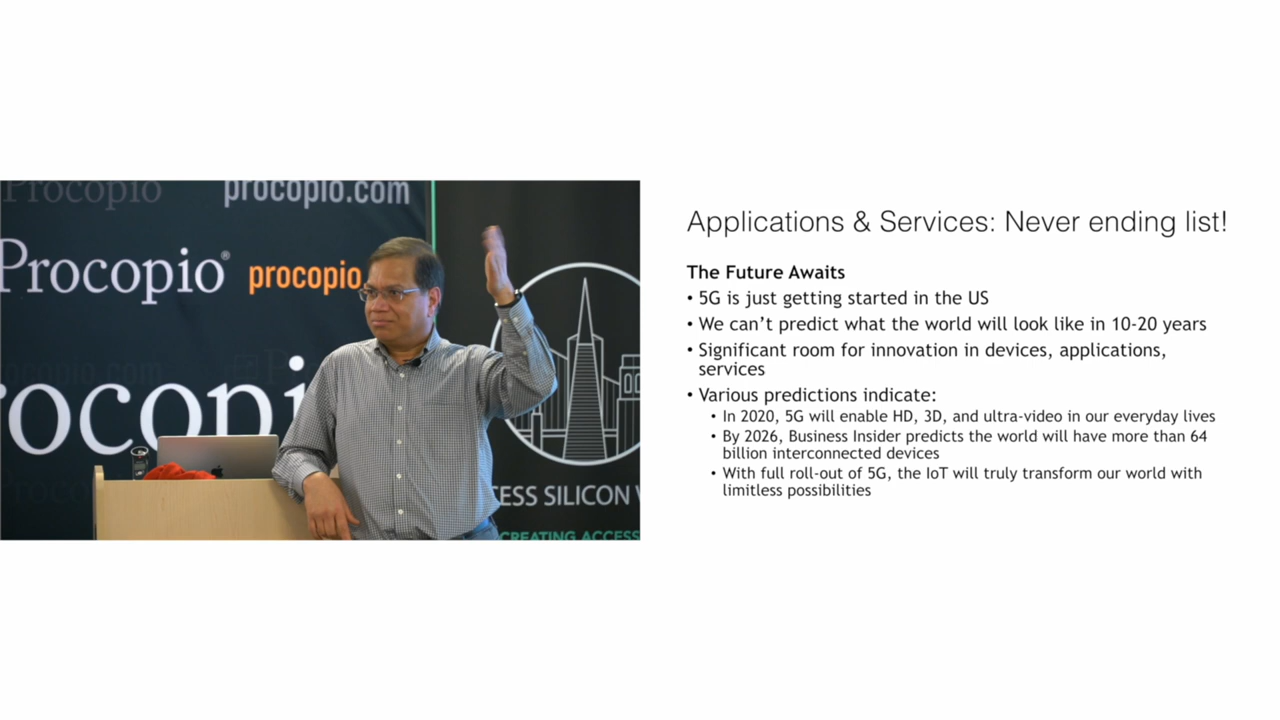 Procopio
procopio.com
Procopio®
procopio.
rocopi
ESS SILICON V
CREATING ACCESS
Applications & Services: Never ending list!
The Future Awaits
• 5G is just getting started in the US
• We can’t predict what the world will look like in 10-20 years
• Significant room for innovation in devices, applications,
services
• Various predictions indicate:
• In 2020, 5G will enable HD, 3D, and ultra-video in our everyday lives
• By 2026, Business Insider predicts the world will have more than 64
billion interconnected devices
• With full roll-out of 5G, the IoT will truly transform our world with
limitless possibilities